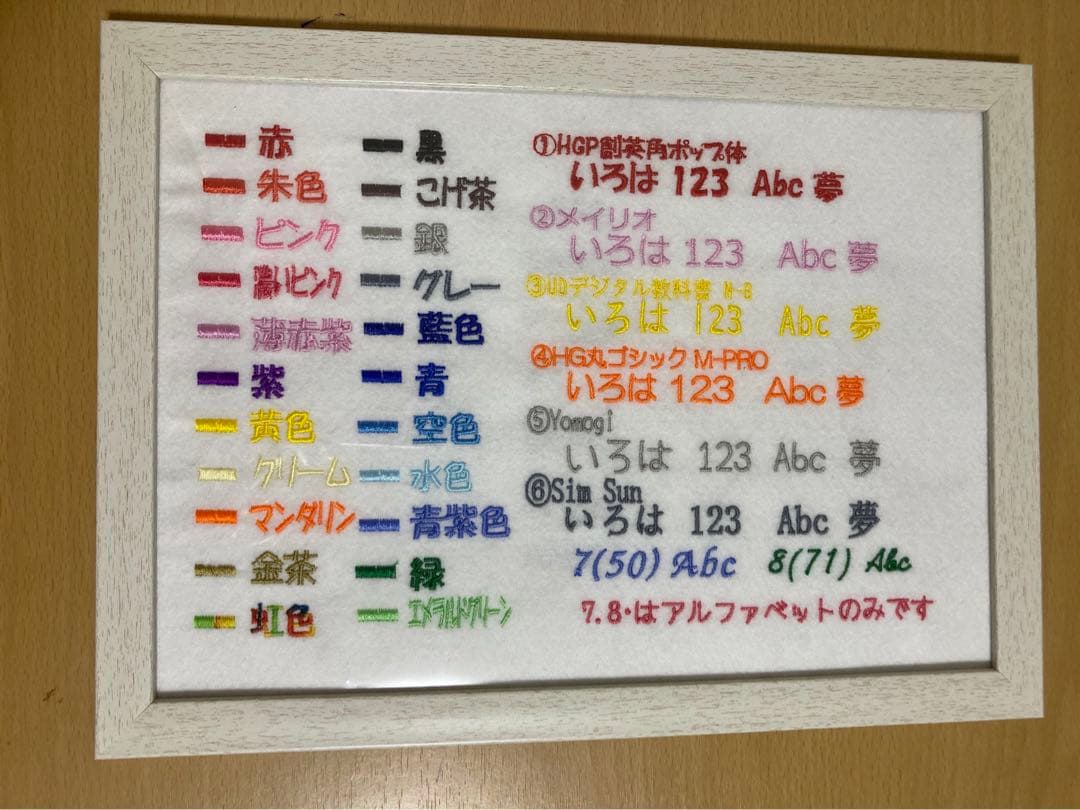 赤
朱色
ピンク
濃いピンク
薄赤紫
紫
黄色
クリーム
マンダリン
金茶
虹色
黒
こげ茶
銀
グレー
藍色
青
空色
水色
青紫色
緑
エメラルドグリーン
①HGP創英角ポップ体
いろは 123 Abc 夢
②メイリオ
いろは 123 Abc 夢
③UDデジタル教科書 N-B
いろは 123 Abc 夢
④HG丸ゴシック M-PRO
いろは 123 Abc 夢
⑤Yomogi
いろは 123 Abc 夢
⑥Sim Sun
いろは 123 Abc 夢
7(50) Abc 8(71) Abc
7.8・はアルファベットのみです